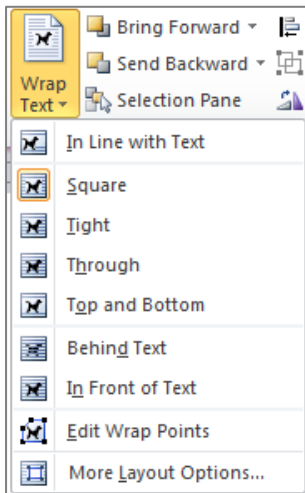 Wrap
Text
Bring Forward
Send Backward
Selection Pane
In Line with Text
Square
Tight
Through
Top and Bottom
Behind Text
In Front of Text
Edit Wrap Points
More Layout Options...